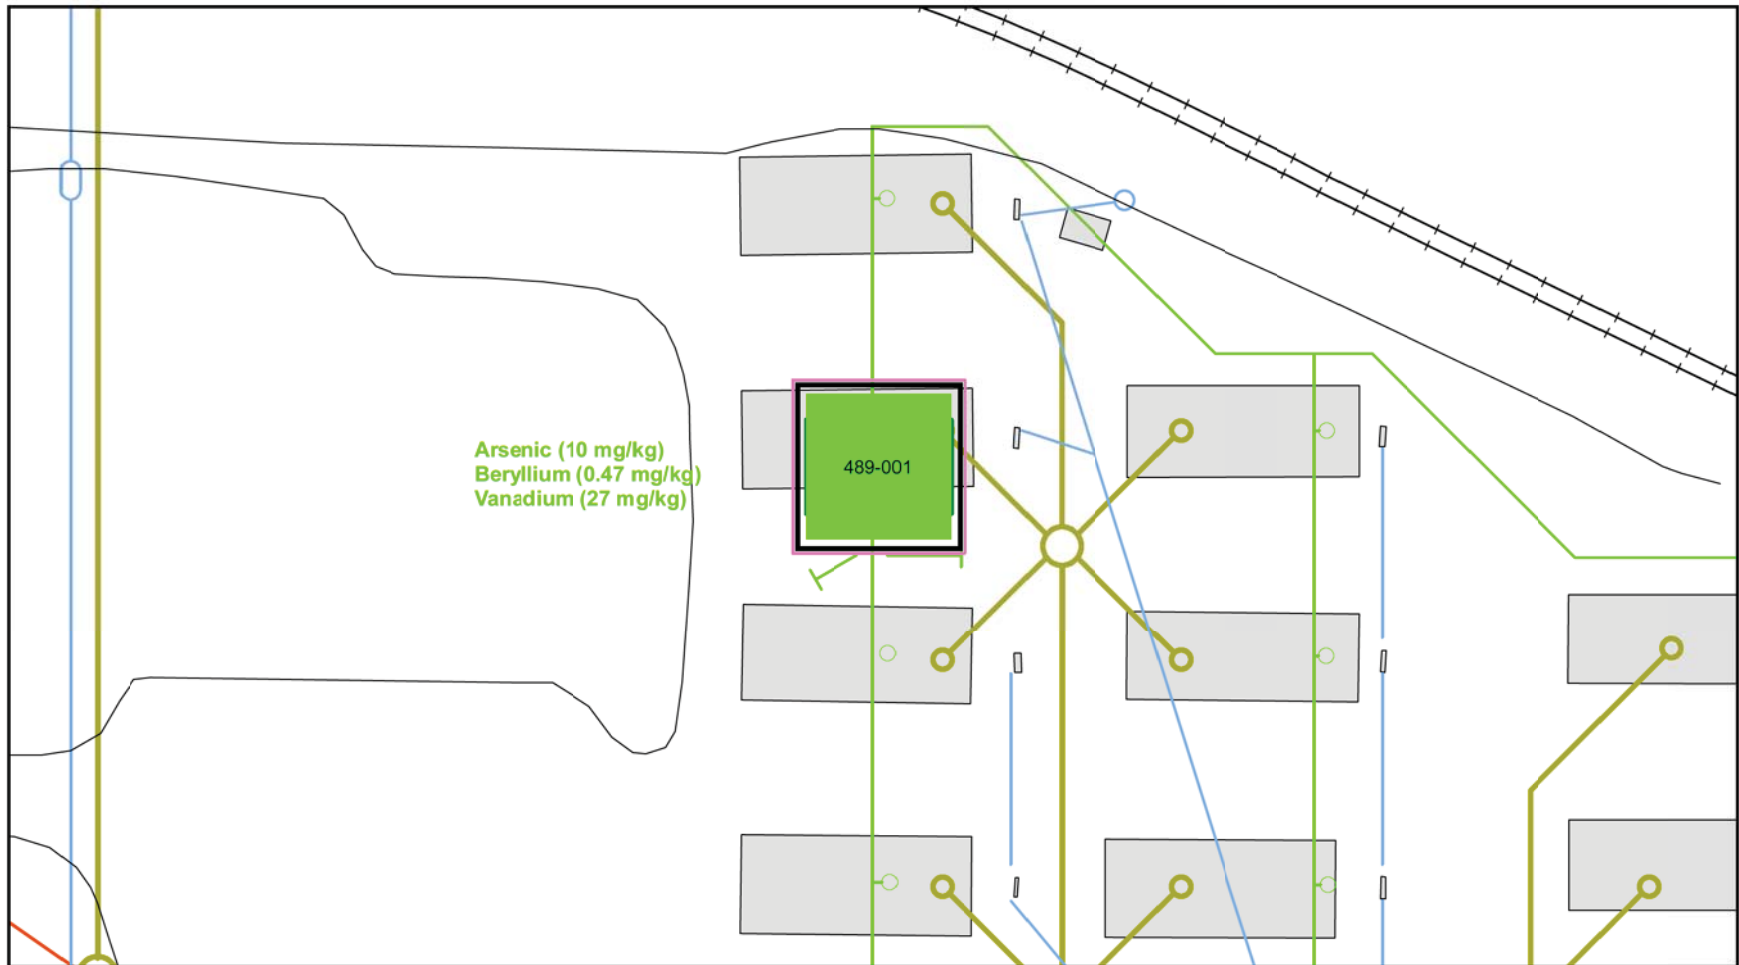 Arsenic (10 mg/kg)
Beryllium (0.47 mg/kg)
Vanadium (27 mg/kg)
489-001